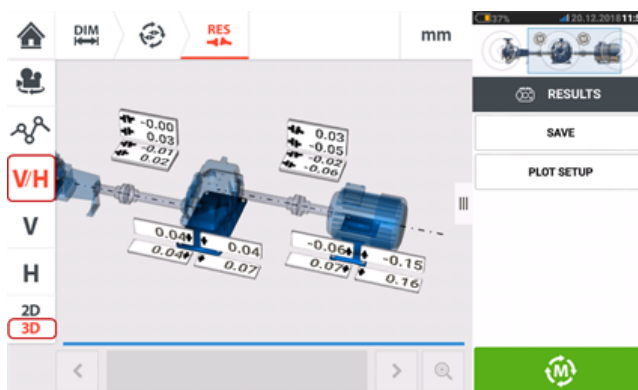 DIM
RES
mm
37%
20.12.2018 11:5
RESULTS
SAVE
PLOT SETUP
V/H
V
H
2D
3D
-0.00
0.03
-0.01
0.02
0.03
-0.05
-0.02
-0.06
0.04
0.04
0.04
0.07
-0.06
-0.15
0.07
0.16
M